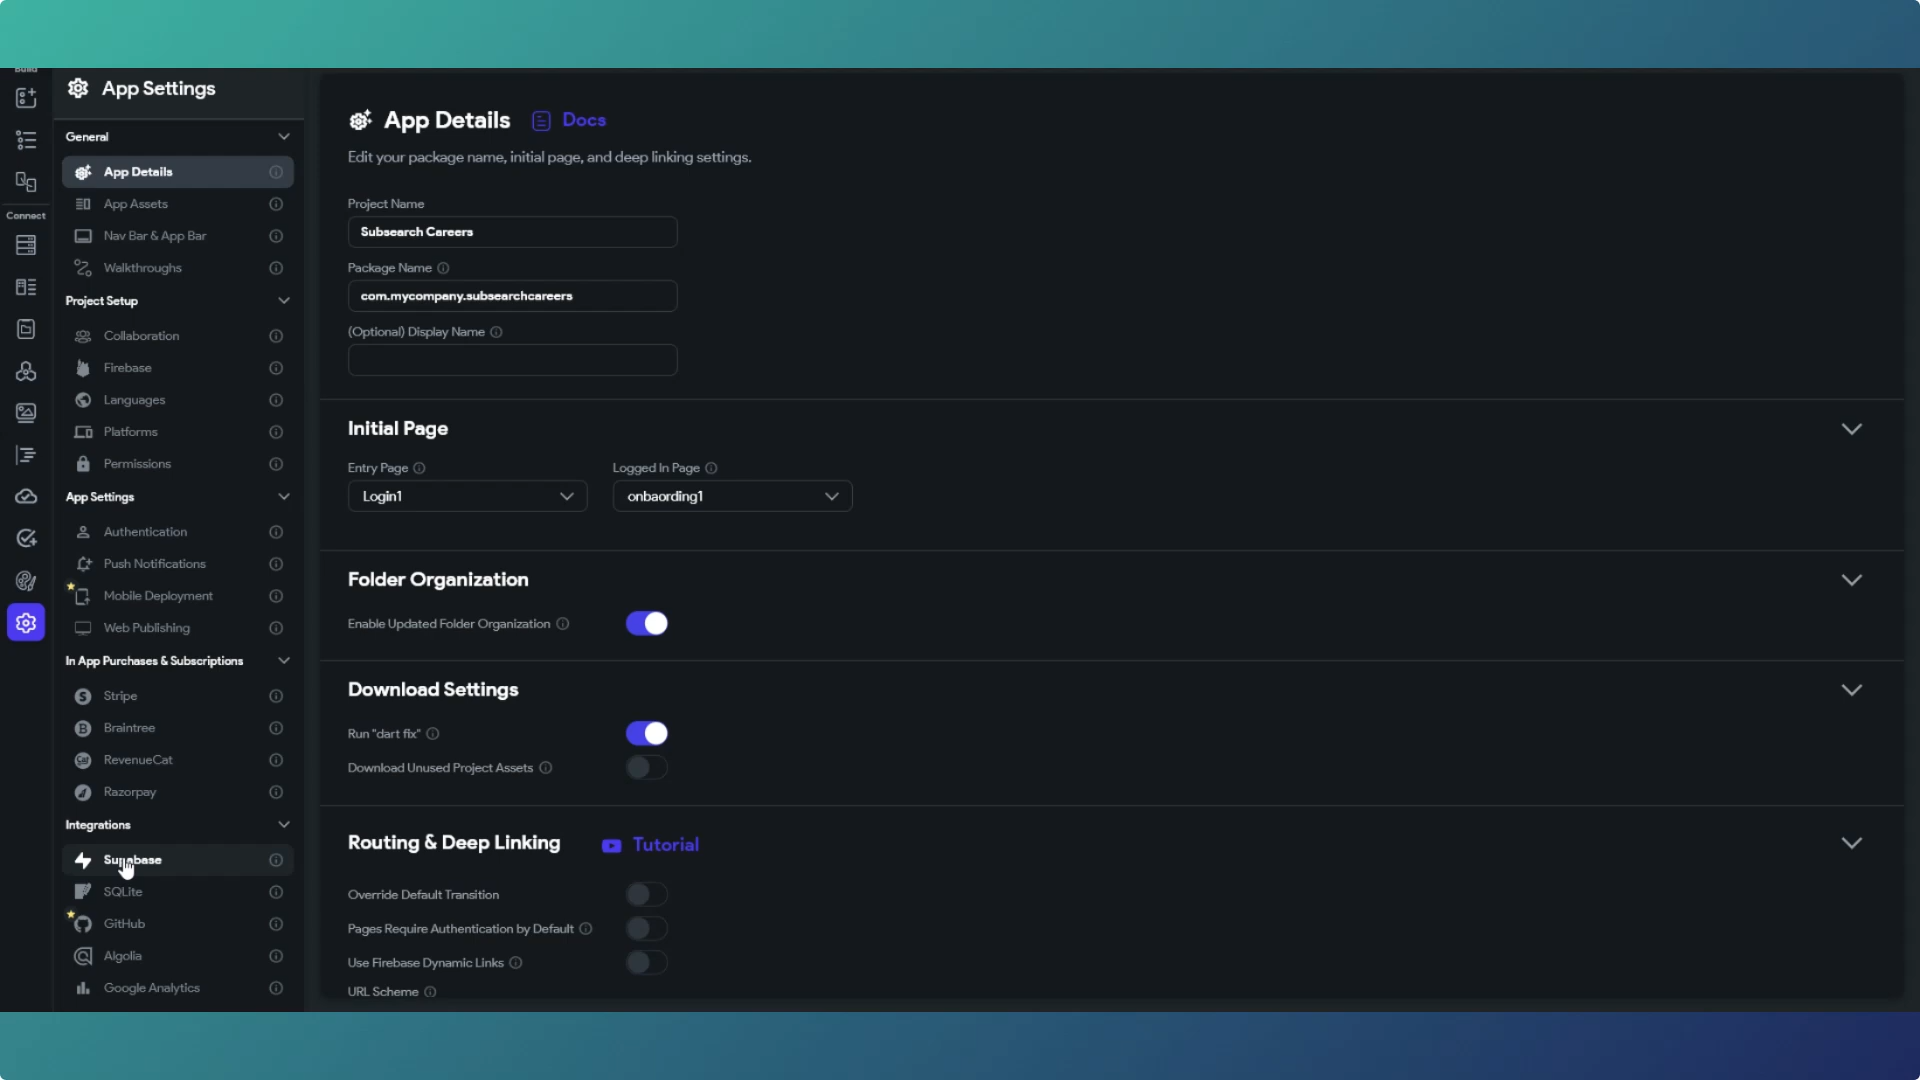 Build
App Settings
General
App Details
App Assets
Nav Bar & App Bar
Walkthroughs
Project Setup
Collaboration
Firebase
Languages
Platforms
Permissions
App Settings
Authentication
Push Notifications
Mobile Deployment
Web Publishing
In App Purchases & Subscriptions
Stripe
Braintree
RevenueCat
Razorpay
Integrations
Supabase
SQLite
GitHub
Algolia
Google Analytics
Connect
App Details Docs
Edit your package name, initial page, and deep linking settings.
Project Name
Subsearch Careers
Package Name
com.mycompany.subsearchcareers
(Optional) Display Name
Initial Page
Entry Page Logged In Page
Login1 onbaording1
Folder Organization
Enable Updated Folder Organization
Download Settings
Run "dart fix"
Download Unused Project Assets
Routing & Deep Linking Tutorial
Override Default Transition
Pages Require Authentication by Default
Use Firebase Dynamic Links
URL Scheme